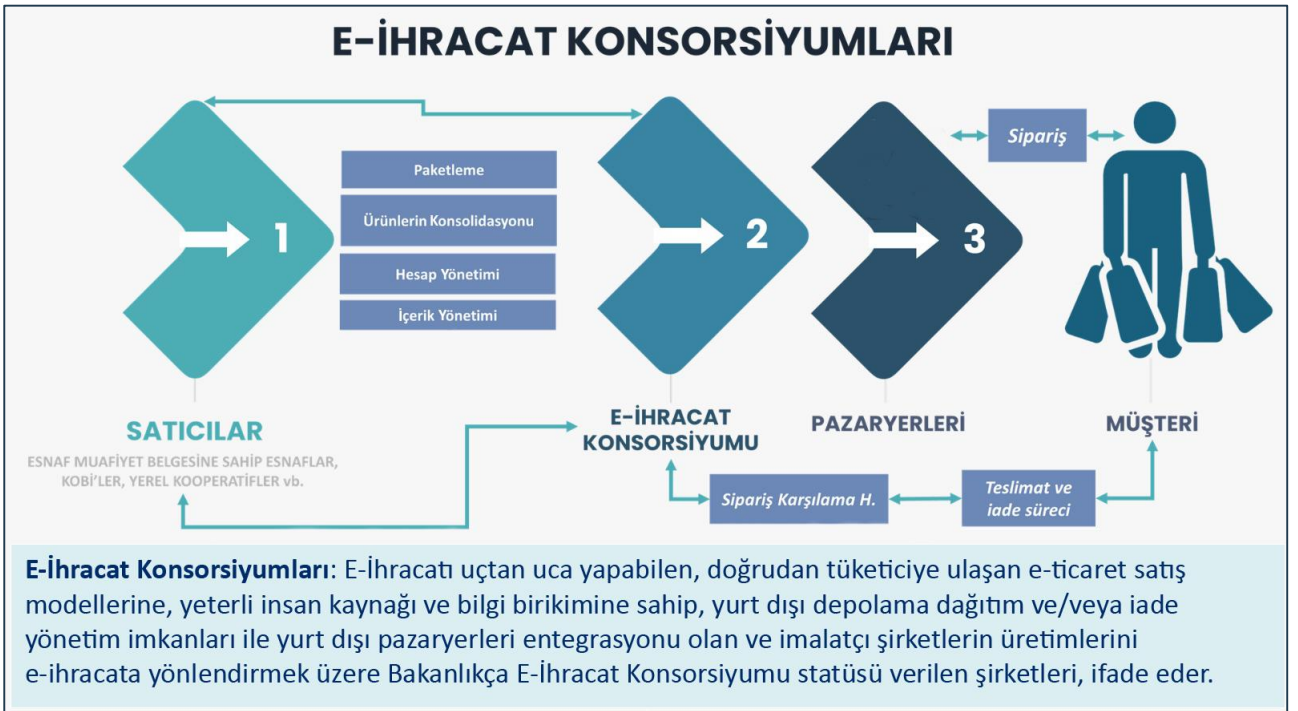 E-İHRACAT KONSORSİYUMLARI
Sipariş
Paketleme
Ürünlerin Konsolidasyonu
Hesap Yönetimi
İçerik Yönetimi
1
2
3
SATICILAR
ESNAF MUAFİYET BELGESİNE SAHİP ESNAFLAR,
KOBİ'LER, YEREL KOOPERATİFLER vb.
E-İHRACAT
KONSORSİYUMU
PAZARYERLERİ
MÜŞTERİ
Sipariş Karşılama H.
Teslimat ve
iade süreci
E-İhracat Konsorsiyumları: E-İhracatı uçtan uca yapabilen, doğrudan tüketiciye ulaşan e-ticaret satış
modellerine, yeterli insan kaynağı ve bilgi birikimine sahip, yurt dışı depolama dağıtım ve/veya iade
yönetim imkanları ile yurt dışı pazaryerleri entegrasyonu olan ve imalatçı şirketlerin üretimlerini
e-ihracata yönlendirmek üzere Bakanlıkça E-İhracat Konsorsiyumu statüsü verilen şirketleri, ifade eder.